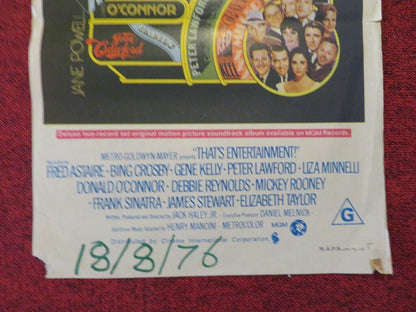 O'CONNOR
JANE POWELL
PETER LAWFORD
Deluxe two-record set original motion picture soundtrack album available on MGM Records.
METRO-GOLDWYN-MAYER presents "THAT'S ENTERTAINMENT!"
FRED ASTAIRE · BING CROSBY · GENE KELLY · PETER LAWFORD · LIZA MINNELLI
DONALD O'CONNOR · DEBBIE REYNOLDS · MICKEY ROONEY
FRANK SINATRA · JAMES STEWART · ELIZABETH TAYLOR
Written, Produced and Directed by JACK HALEY, JR. · Executive Producer DANIEL MELNICK
Additional Music Adapted by HENRY MANCINI · METROCOLOR MGM
G
Distributed by Cinema International Corporation
18/8/76